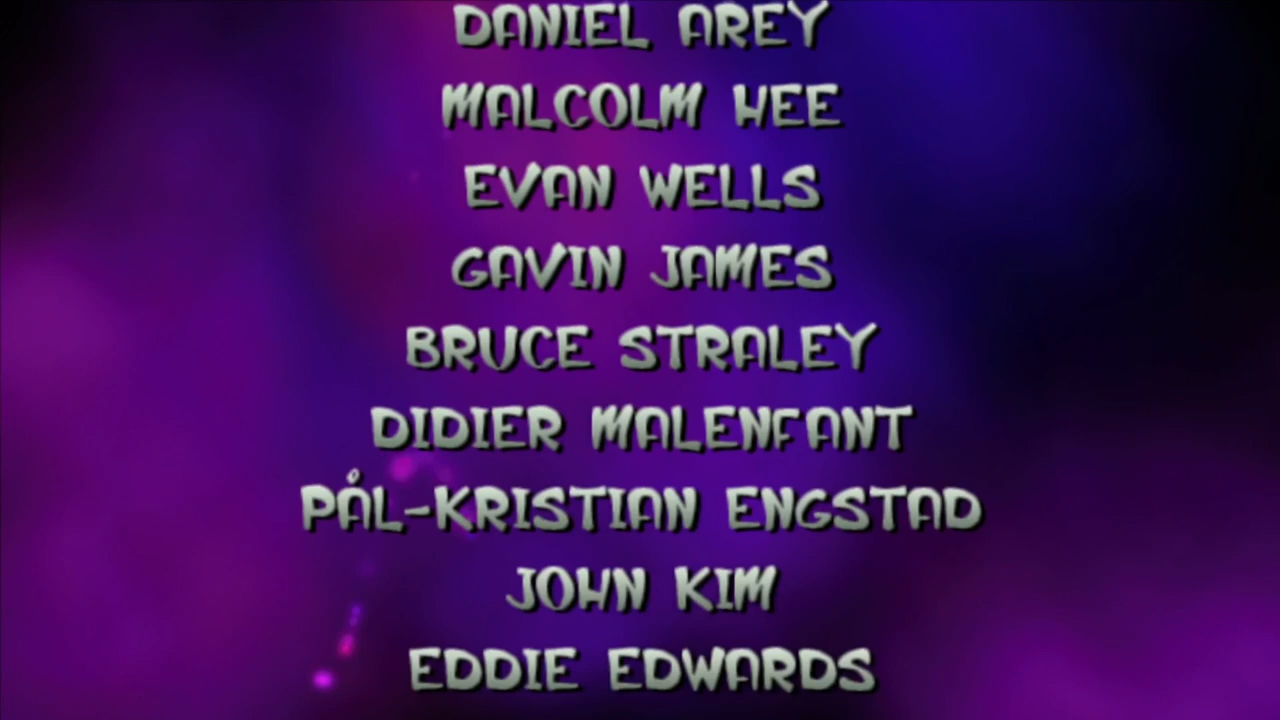 DANIEL AREY
MALCOLM HEE
EVAN WELLS
GAVIN JAMES
BRUCE STRALEY
DIDIER MALENFANT
PÅL-KRISTIAN ENGSTAD
JOHN KIM
EDDIE EDWARDS